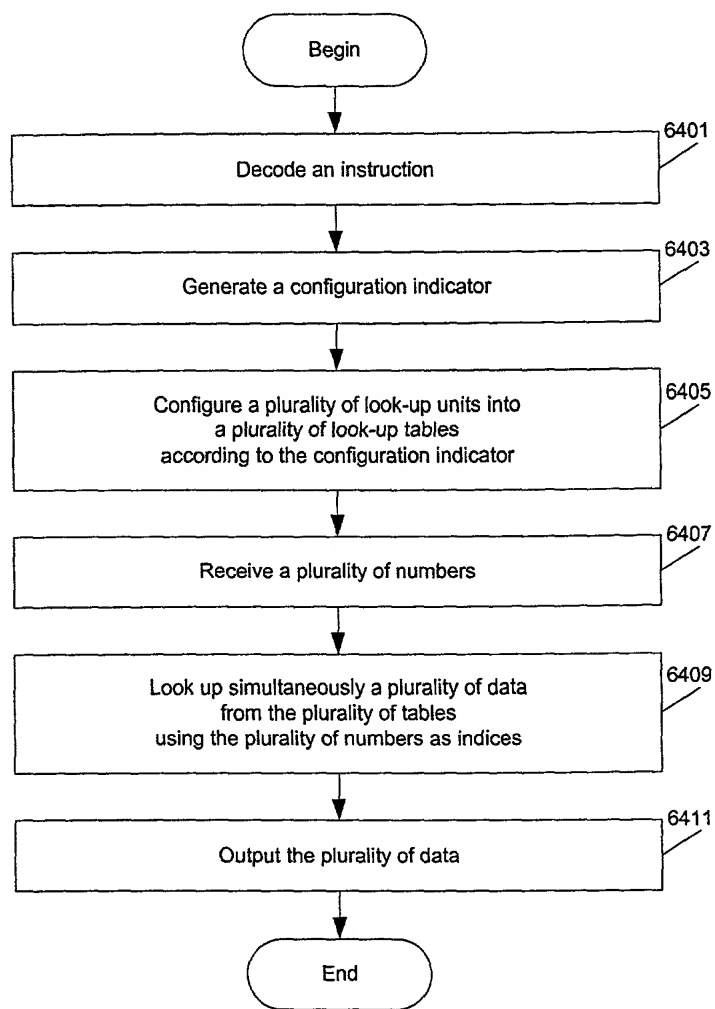 Begin
6401
Decode an instruction
6403
Generate a configuration indicator
6405
Configure a plurality of look-up units into
a plurality of look-up tables
according to the configuration indicator
6407
Receive a plurality of numbers
6409
Look up simultaneously a plurality of data
from the plurality of tables
using the plurality of numbers as indices
6411
Output the plurality of data
End